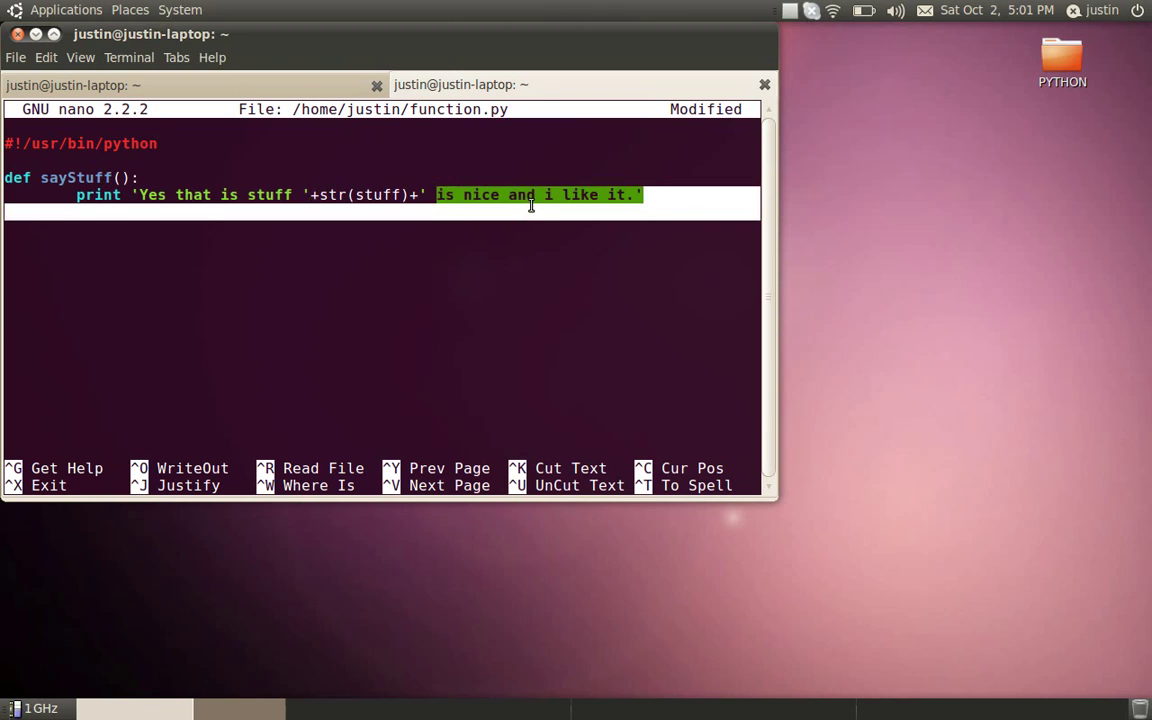 Applications Places System Sat Oct 2, 5:01 PM justin
justin@justin-laptop: ~
File Edit View Terminal Tabs Help
justin@justin-laptop: ~ justin@justin-laptop: ~
GNU nano 2.2.2 File: /home/justin/function.py Modified
PYTHON
#!/usr/bin/python
def sayStuff():
print 'Yes that is stuff '+str(stuff)+' is nice and i like it.'
^G Get Help ^O WriteOut ^R Read File ^Y Prev Page ^K Cut Text ^C Cur Pos
^X Exit ^J Justify ^W Where Is ^V Next Page ^U UnCut Text ^T To Spell
1 GHz